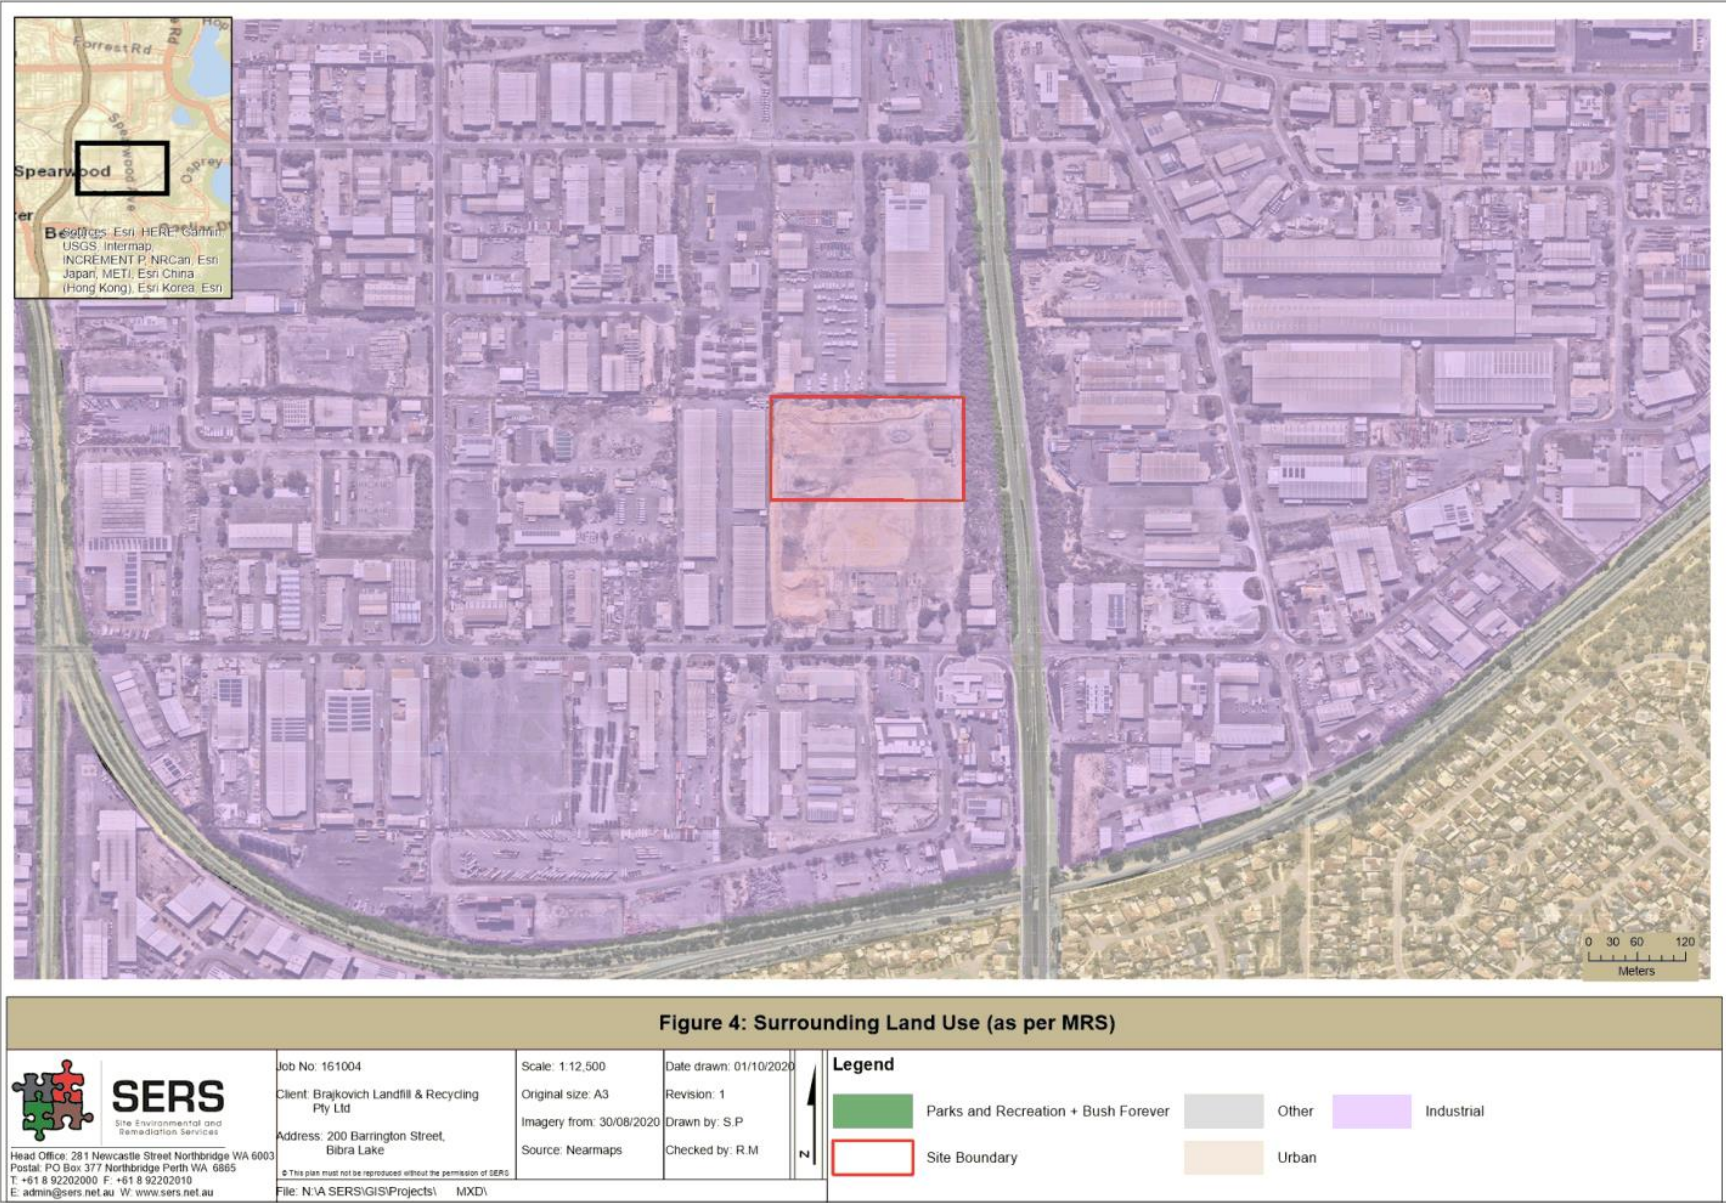 Hop
Forrest Rd
Rd
Spearwood Ave
Osprey
Spearwood
er
Be
Sources: Esri, HERE, Garmin,
USGS, Intermap,
INCREMENT P, NRCan, Esri
Japan, METI, Esri China
(Hong Kong), Esri Korea, Esri
0 30 60 120
Meters
Figure 4: Surrounding Land Use (as per MRS)
SERS
Site Environmental and
Remediation Services
Head Office: 281 Newcastle Street Northbridge WA 6003
Postal: PO Box 377 Northbridge Perth WA 6865
T: +61 8 92202000 F: +61 8 92202010
E: admin@sers.net.au W: www.sers.net.au
Job No: 161004
Client: Brajkovich Landfill & Recycling
Pty Ltd
Address: 200 Barrington Street,
Bibra Lake
© This plan must not be reproduced without the permission of SERS
File: N:\A SERS\GIS\Projects\ MXD\
Scale: 1:12,500
Original size: A3
Imagery from: 30/08/2020
Source: Nearmaps
Date drawn: 01/10/2020
Revision: 1
Drawn by: S.P
Checked by: R.M
N
Legend
Parks and Recreation + Bush Forever
Other
Industrial
Site Boundary
Urban